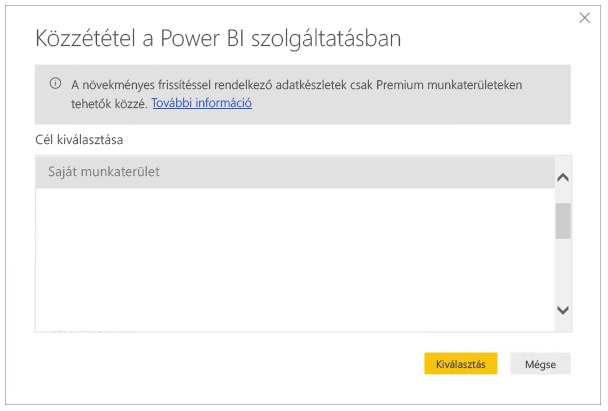 Közzététel a Power BI szolgáltatásban
A növekményes frissítéssel rendelkező adatkészletek csak Premium munkaterületeken
tehetők közzé. További információ
Cél kiválasztása
Saját munkaterület
Kiválasztás
Mégse